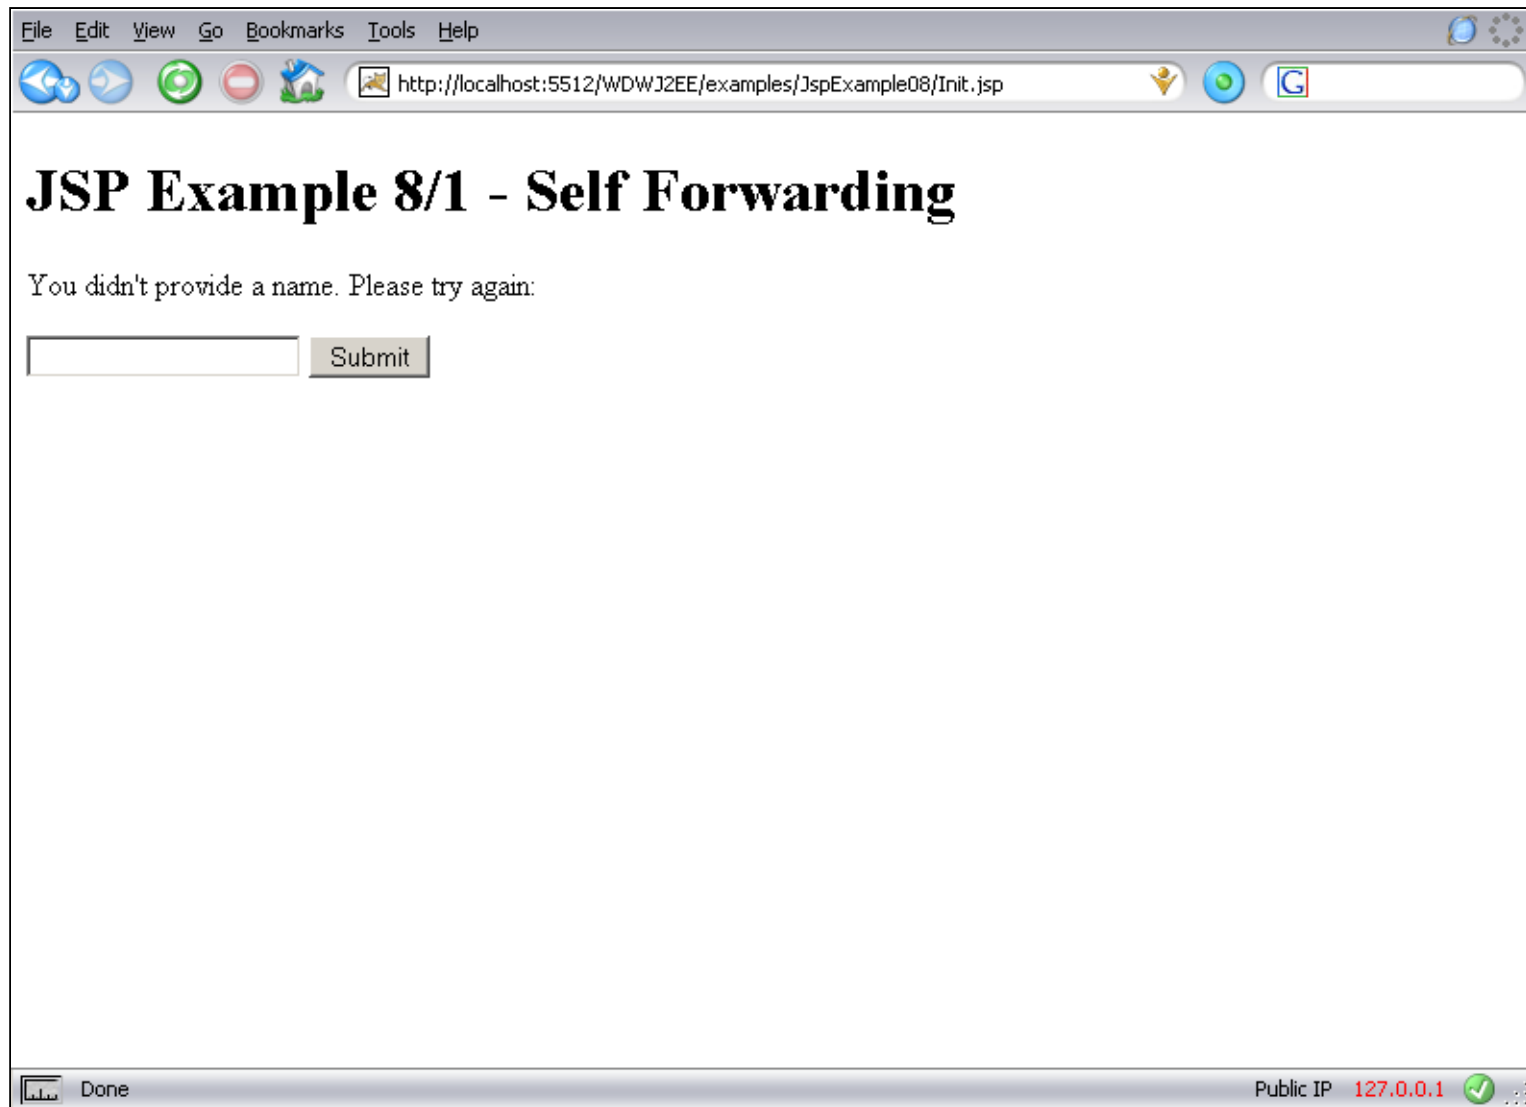 File Edit View Go Bookmarks Tools Help
http://localhost:5512/WDWJ2EE/examples/JspExample08/Init.jsp G
JSP Example 8/1 - Self Forwarding
You didn't provide a name. Please try again:
Submit
Done Public IP 127.0.0.1